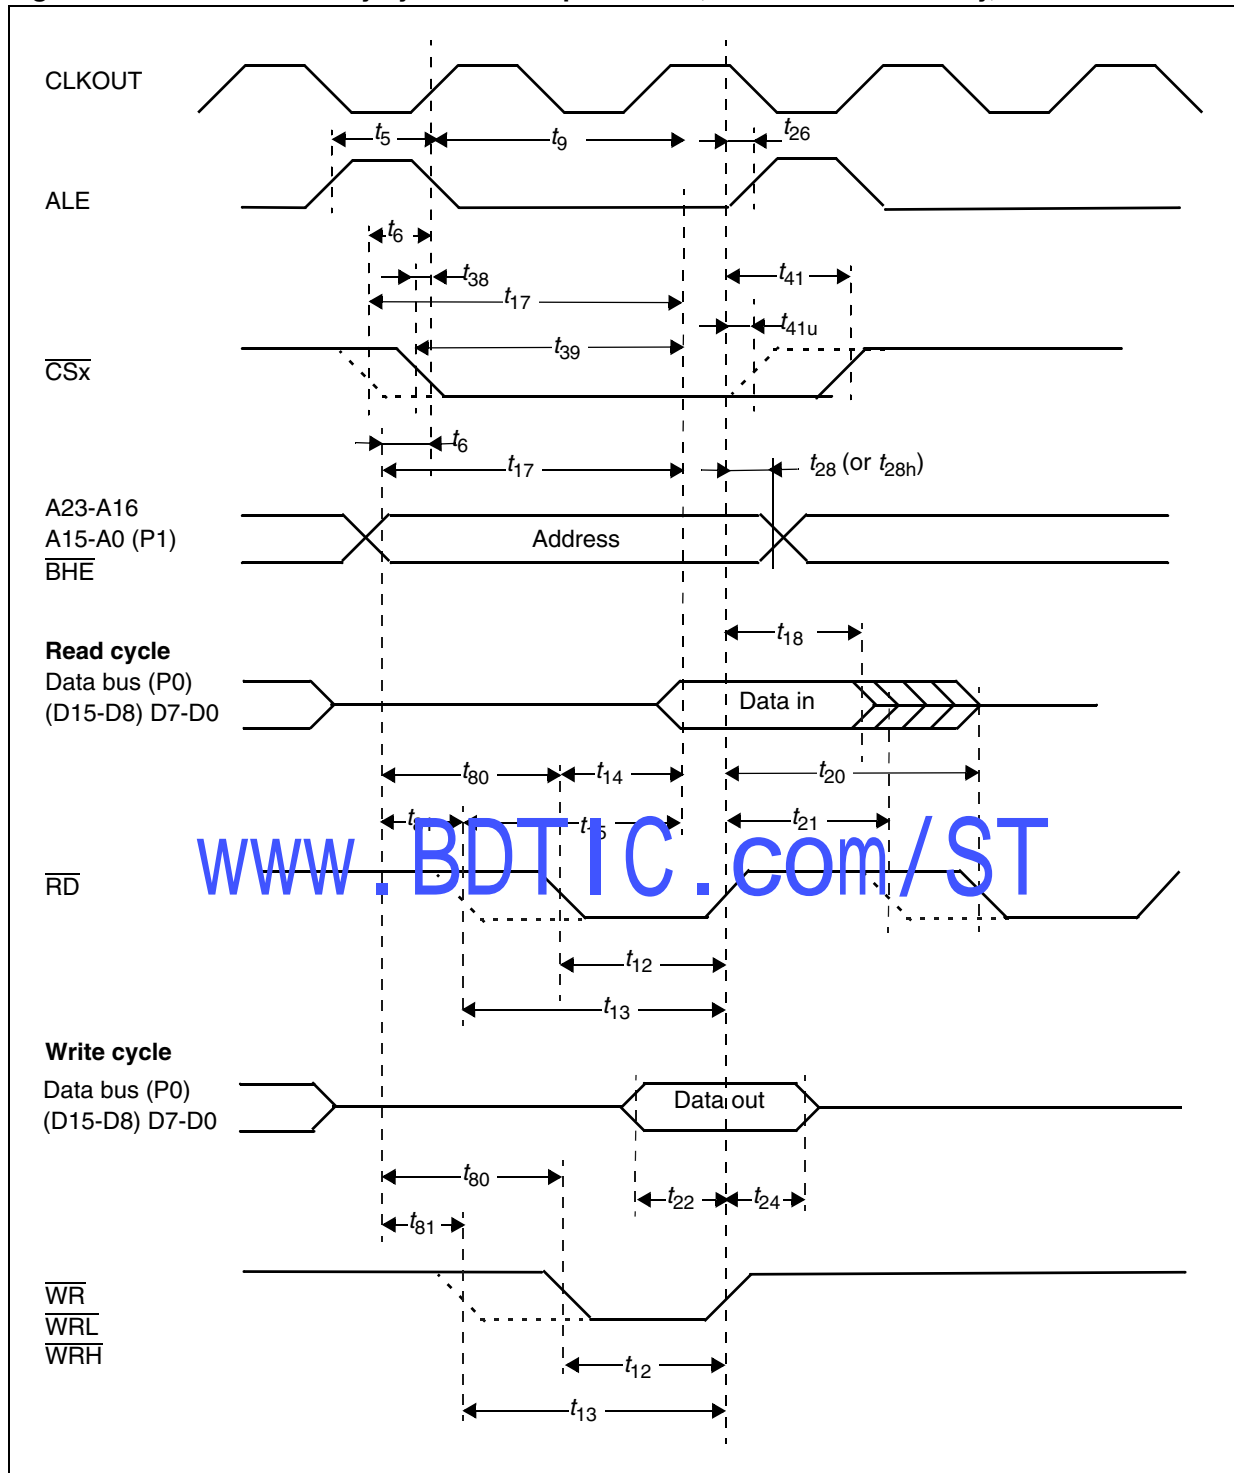 CLKOUT
t5
t9
t26
ALE
t6
t38
t41
t17
t41u
t39
CSx
t6
t17
t28 (or t28h)
A23-A16
A15-A0 (P1)
Address
BHE
t18
Read cycle
Data bus (P0)
Data in
(D15-D8) D7-D0
t80
t14
t20
t21
www.BDTIC.com/ST
RD
t12
t13
Write cycle
Data bus (P0)
Data out
(D15-D8) D7-D0
t80
t22
t24
t81
WR
WRL
WRH
t12
t13